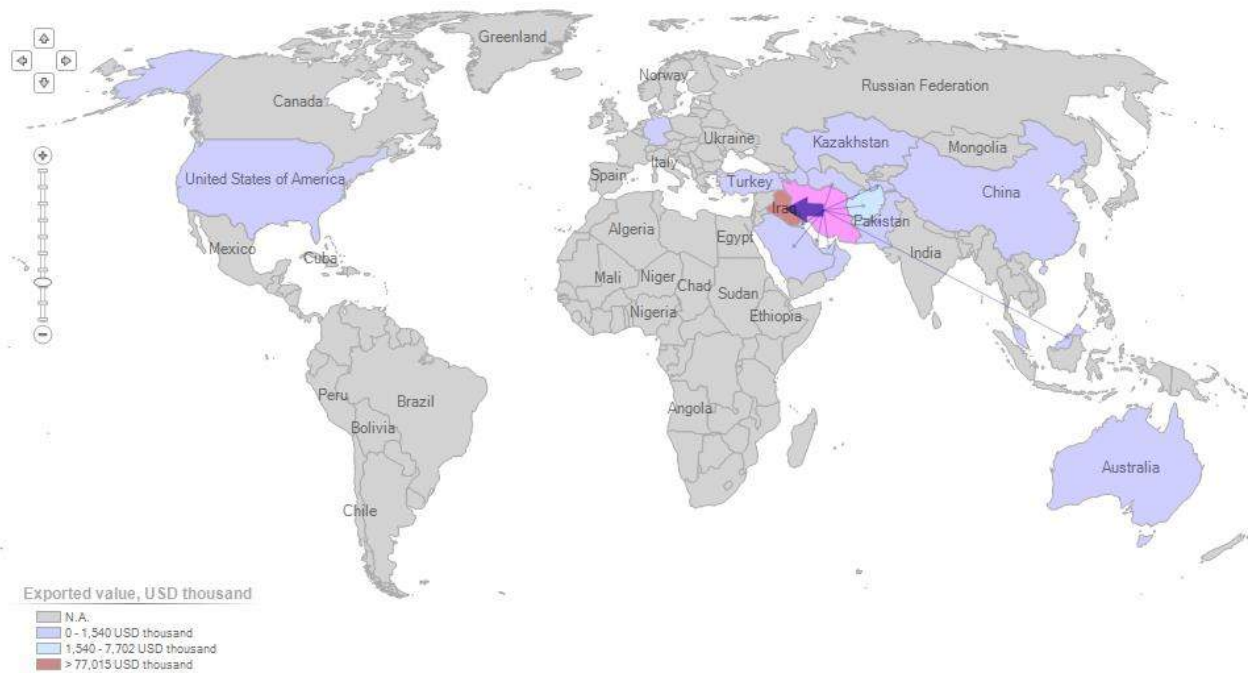 Greenland
Norway
Russian Federation
Canada
Ukraine
Kazakhstan
Mongolia
Italy
Spain
Turkey
United States of America
China
Iraq
Pakistan
Algeria
Egypt
India
Mexico
Cuba
Mali
Niger
Chad
Sudan
Nigeria
Ethiopia
Peru
Brazil
Angola
Bolivia
Australia
Chile
Exported value, USD thousand
N.A.
0 - 1,540 USD thousand
1,540 - 7,702 USD thousand
> 77,015 USD thousand